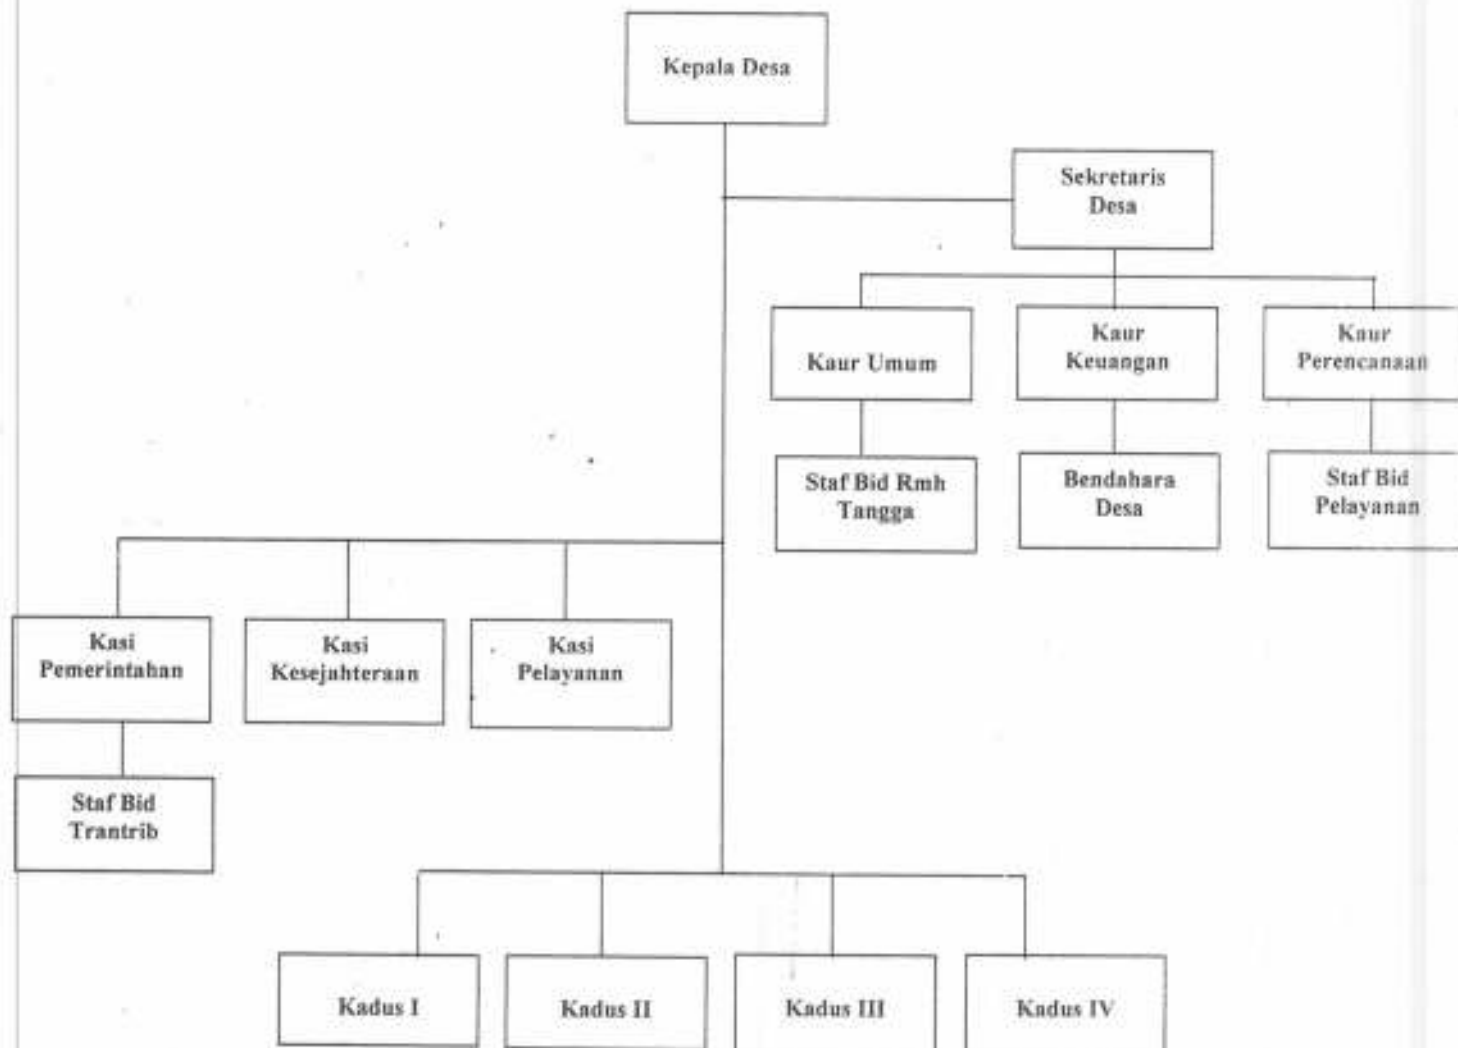 Kepala Desa
Sekretaris
Desa
Kaur Umum
Kaur
Keuangan
Kaur
Perencanaan
Staf Bid Rmh
Tangga
Bendahara
Desa
Staf Bid
Pelayanan
Kasi
Pemerintahan
Kasi
Kesejahteraan
Kasi
Pelayanan
Staf Bid
Trantrib
Kadus I
Kadus II
Kadus III
Kadus IV